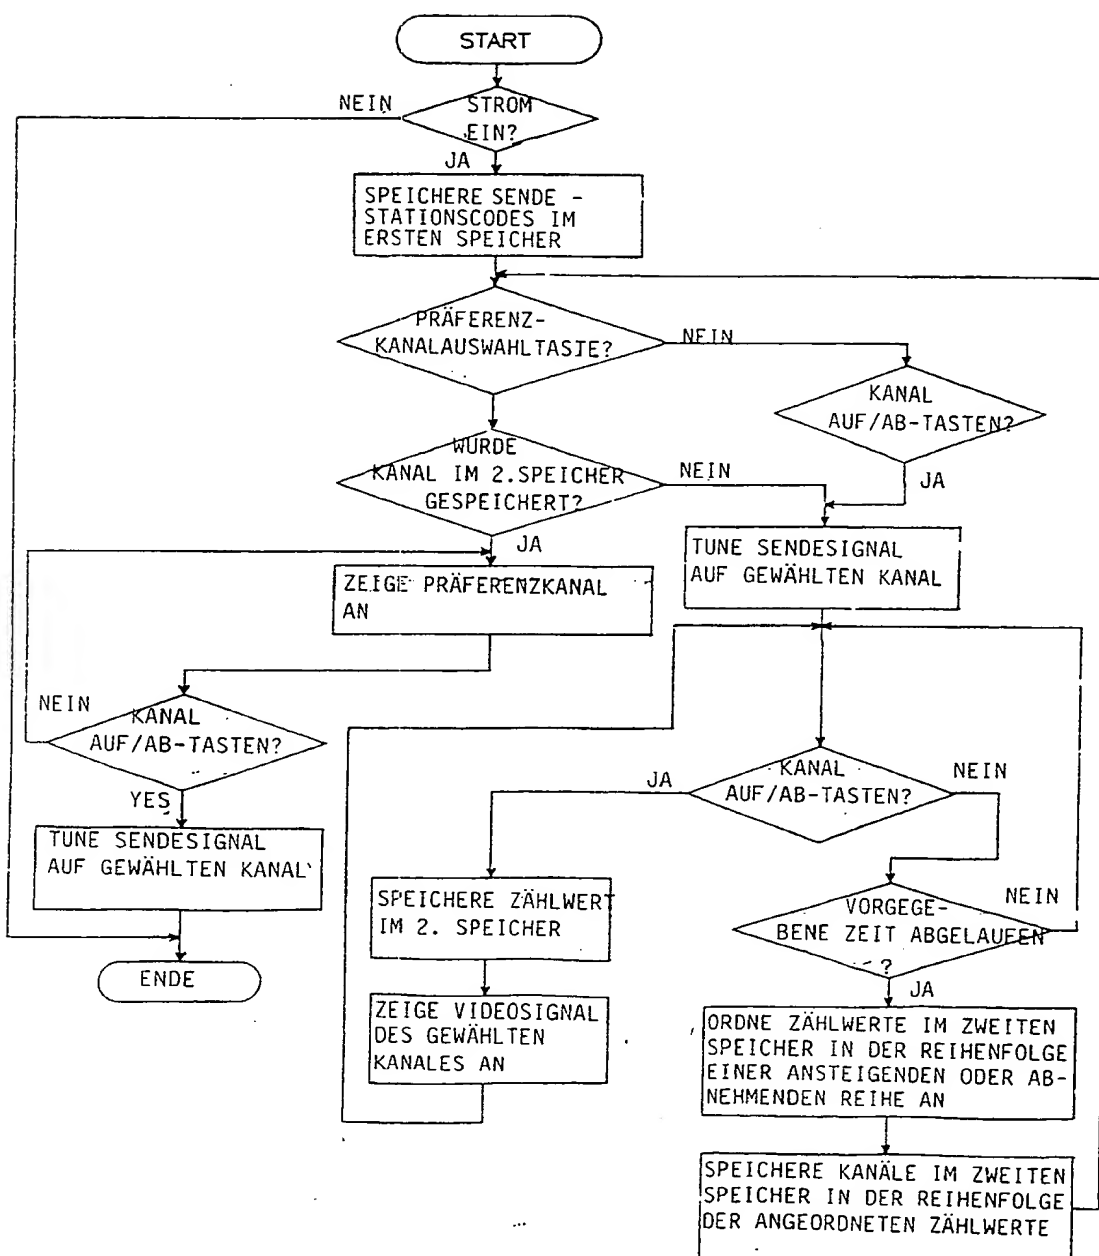 START
NEIN
STROM
EIN?
JA
SPEICHERE SENDE -
STATIONSCODES IM
ERSTEN SPEICHER
PRÄFERENZ-
KANALAUSWAHLTASTE?
NEIN
KANAL
AUF/AB-TASTEN?
JA
WURDE
KANAL IM 2.SPEICHER
GESPEICHERT?
NEIN
JA
TUNE SENDESIGNAL
AUF GEWÄHLTEN KANAL
ZEIGE PRÄFERENZKANAL
AN
NEIN
KANAL
AUF/AB-TASTEN?
YES
TUNE SENDESIGNAL
AUF GEWÄHLTEN KANAL
ENDE
KANAL
AUF/AB-TASTEN?
JA
NEIN
SPEICHERE ZÄHLWERT
IM 2. SPEICHER
ZEIGE VIDEOSIGNAL
DES GEWÄHLTEN
KANALES AN
VORGEGE-
BENE ZEIT ABGELAUFEN
?
NEIN
JA
ORDNE ZÄHLWERTE IM ZWEITEN
SPEICHER IN DER REIHENFOLGE
EINER ANSTEIGENDEN ODER AB-
NEHMENDEN REIHE AN
SPEICHERE KANÄLE IM ZWEITEN
SPEICHER IN DER REIHENFOLGE
DER ANGEORDNETEN ZÄHLWERTE